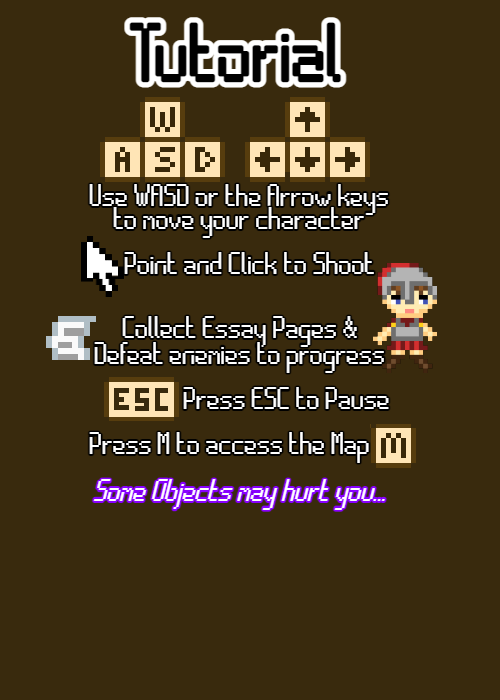 Tutorial
W
A S D
Use WASD or the Arrow keys
to move your character
Point and Click to Shoot
Collect Essay Pages &
Defeat enemies to progress
ESC Press ESC to Pause
Press M to access the Map M
Some Objects may hurt you...